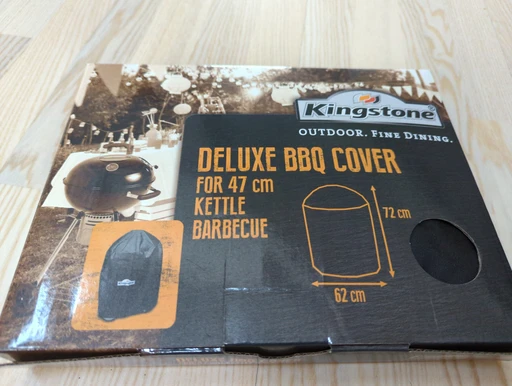 Kingstone
OUTDOOR. FINE DINING.
DELUXE BBQ COVER
FOR 47 cm
KETTLE
BARBECUE
72 cm
62 cm